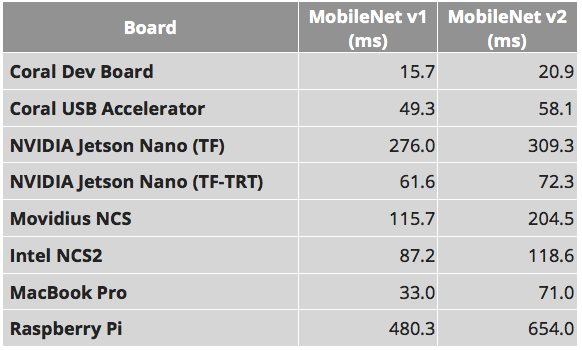 Board MobileNet v1 (ms) MobileNet v2 (ms)
Coral Dev Board 15.7 20.9
Coral USB Accelerator 49.3 58.1
NVIDIA Jetson Nano (TF) 276.0 309.3
NVIDIA Jetson Nano (TF-TRT) 61.6 72.3
Movidius NCS 115.7 204.5
Intel NCS2 87.2 118.6
MacBook Pro 33.0 71.0
Raspberry Pi 480.3 654.0